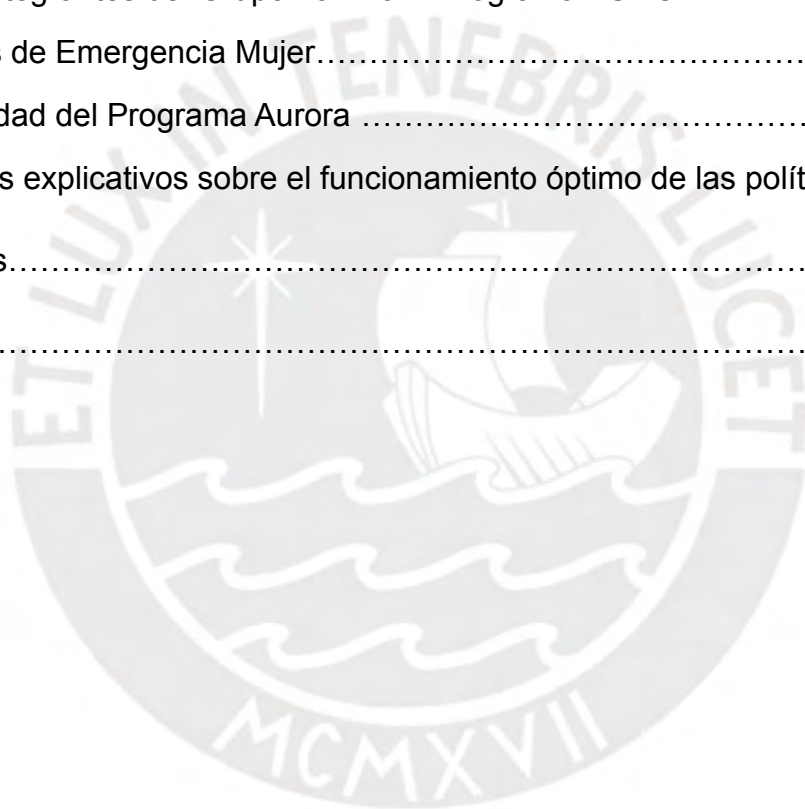 s de Emergencia Mujer……………………………………………
dad del Programa Aurora ……………………………………………
s explicativos sobre el funcionamiento óptimo de las polít
s………………………………………………………………………………
………………………………………………………………………………
ET LUX IN TENEBRIS LUCET
MCMXVII